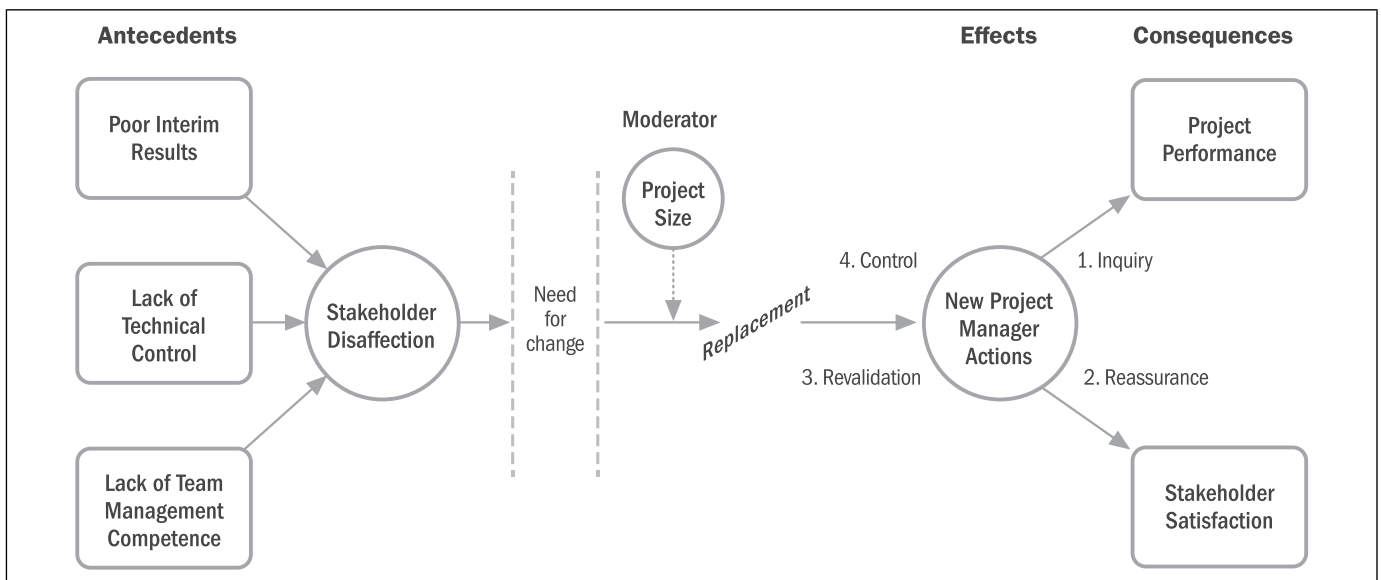 Antecedents
Effects
Consequences
Poor Interim
Results
Moderator
Project
Performance
Project
Size
4. Control
1. Inquiry
Lack of
Technical
Control
Stakeholder
Disaffection
Need
for
change
Replacement
New Project
Manager
Actions
3. Revalidation
2. Reassurance
Lack of Team
Management
Competence
Stakeholder
Satisfaction